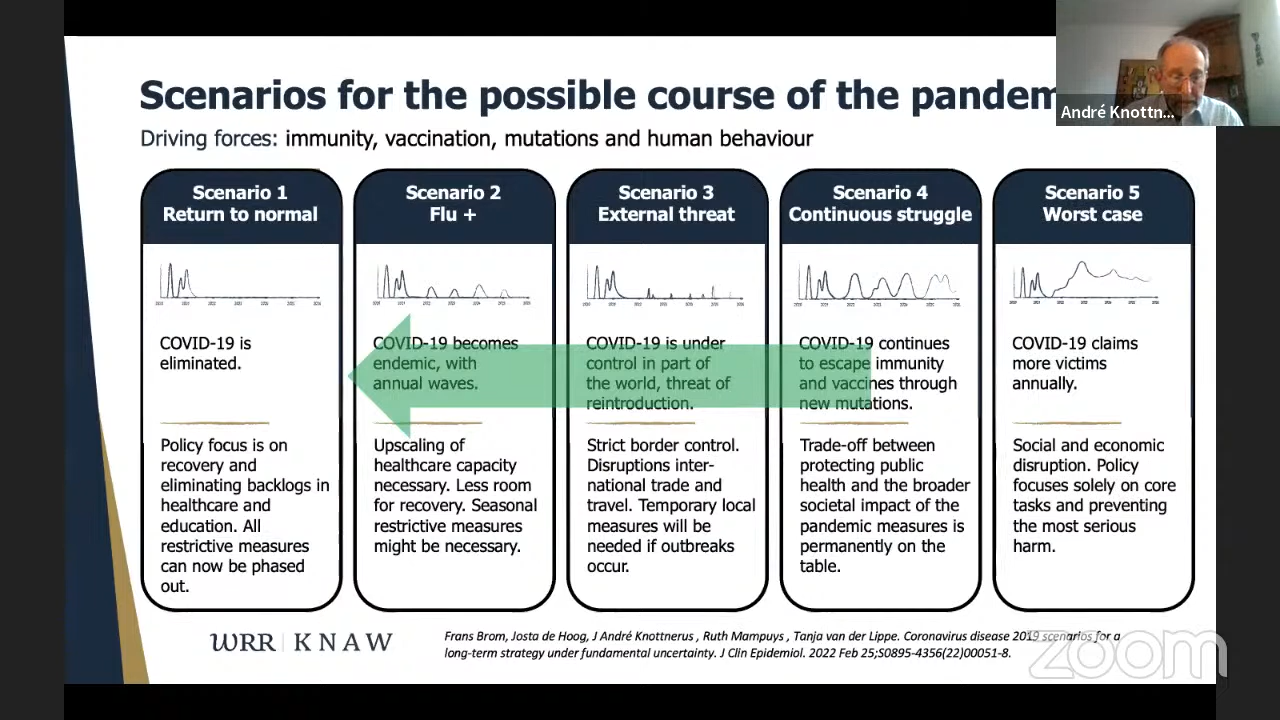 Scenarios for the possible course of the pandem
André Knottn...
Driving forces: immunity, vaccination, mutations and human behaviour
Scenario 1
Return to normal
COVID-19 is
eliminated.
Policy focus is on
recovery and
eliminating backlogs in
healthcare and
education. All
restrictive measures
can now be phased
out.
Scenario 2
Flu +
COVID-19 becomes
endemic, with
annual waves.
Upscaling of
healthcare capacity
necessary. Less room
for recovery. Seasonal
restrictive measures
might be necessary.
Scenario 3
External threat
COVID-19 is under
control in part of
the world, threat of
reintroduction.
Strict border control.
Disruptions inter-
national trade and
travel. Temporary local
measures will be
needed if outbreaks
occur.
Scenario 4
Continuous struggle
COVID-19 continues
to escape immunity
and vaccines through
new mutations.
Trade-off between
protecting public
health and the broader
societal impact of the
pandemic measures is
permanently on the
table.
Scenario 5
Worst case
COVID-19 claims
more victims
annually.
Social and economic
disruption. Policy
focuses solely on core
tasks and preventing
the most serious
harm.
WRR | KNAW
Frans Brom, Josta de Hoog, J André Knottnerus , Ruth Mampuys , Tanja van der Lippe. Coronavirus disease 2019 scenarios for a
long-term strategy under fundamental uncertainty. J Clin Epidemiol. 2022 Feb 25;S0895-4356(22)00051-8.
zoom